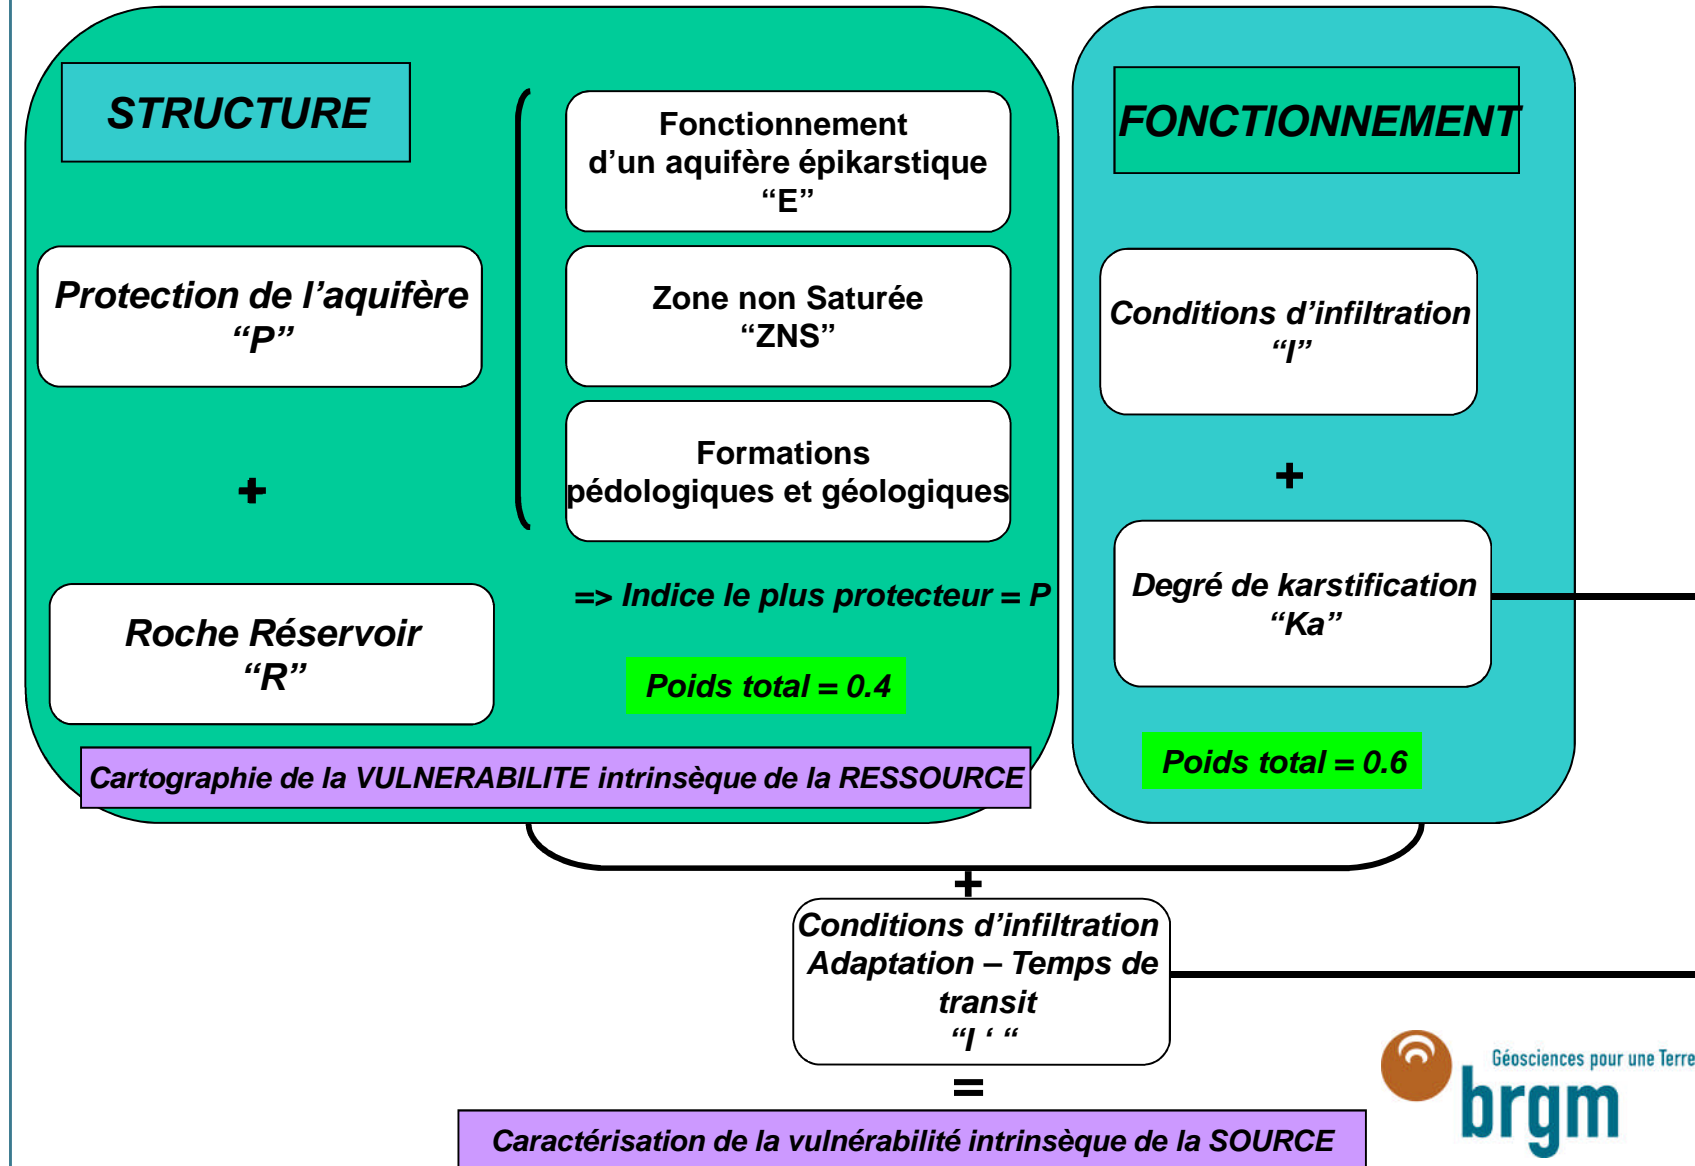 STRUCTURE
Protection de l’aquifère
“P”
+
Roche Réservoir
“R”
Fonctionnement
d’un aquifère épikarstique
“E”
Zone non Saturée
“ZNS”
Formations
pédologiques et géologiques
=> Indice le plus protecteur = P
Poids total = 0.4
Cartographie de la VULNERABILITE intrinsèque de la RESSOURCE
FONCTIONNEMENT
Conditions d’infiltration
“I”
+
Degré de karstification
“Ka”
Poids total = 0.6
+
Conditions d’infiltration
Adaptation – Temps de
transit
“I ‘ “
=
Caractérisation de la vulnérabilité intrinsèque de la SOURCE
Géosciences pour une Terre
brgm